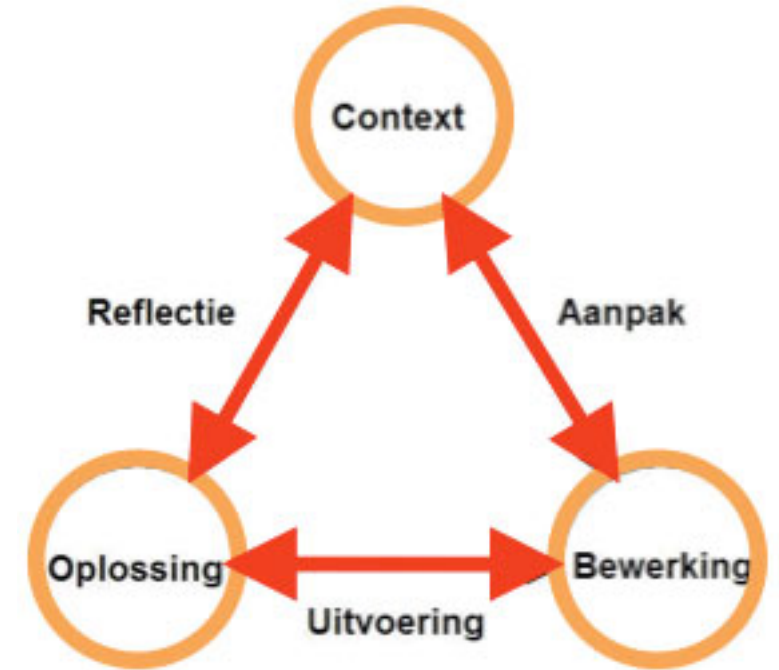 Context
Reflectie
Aanpak
Oplossing
Bewerking
Uitvoering